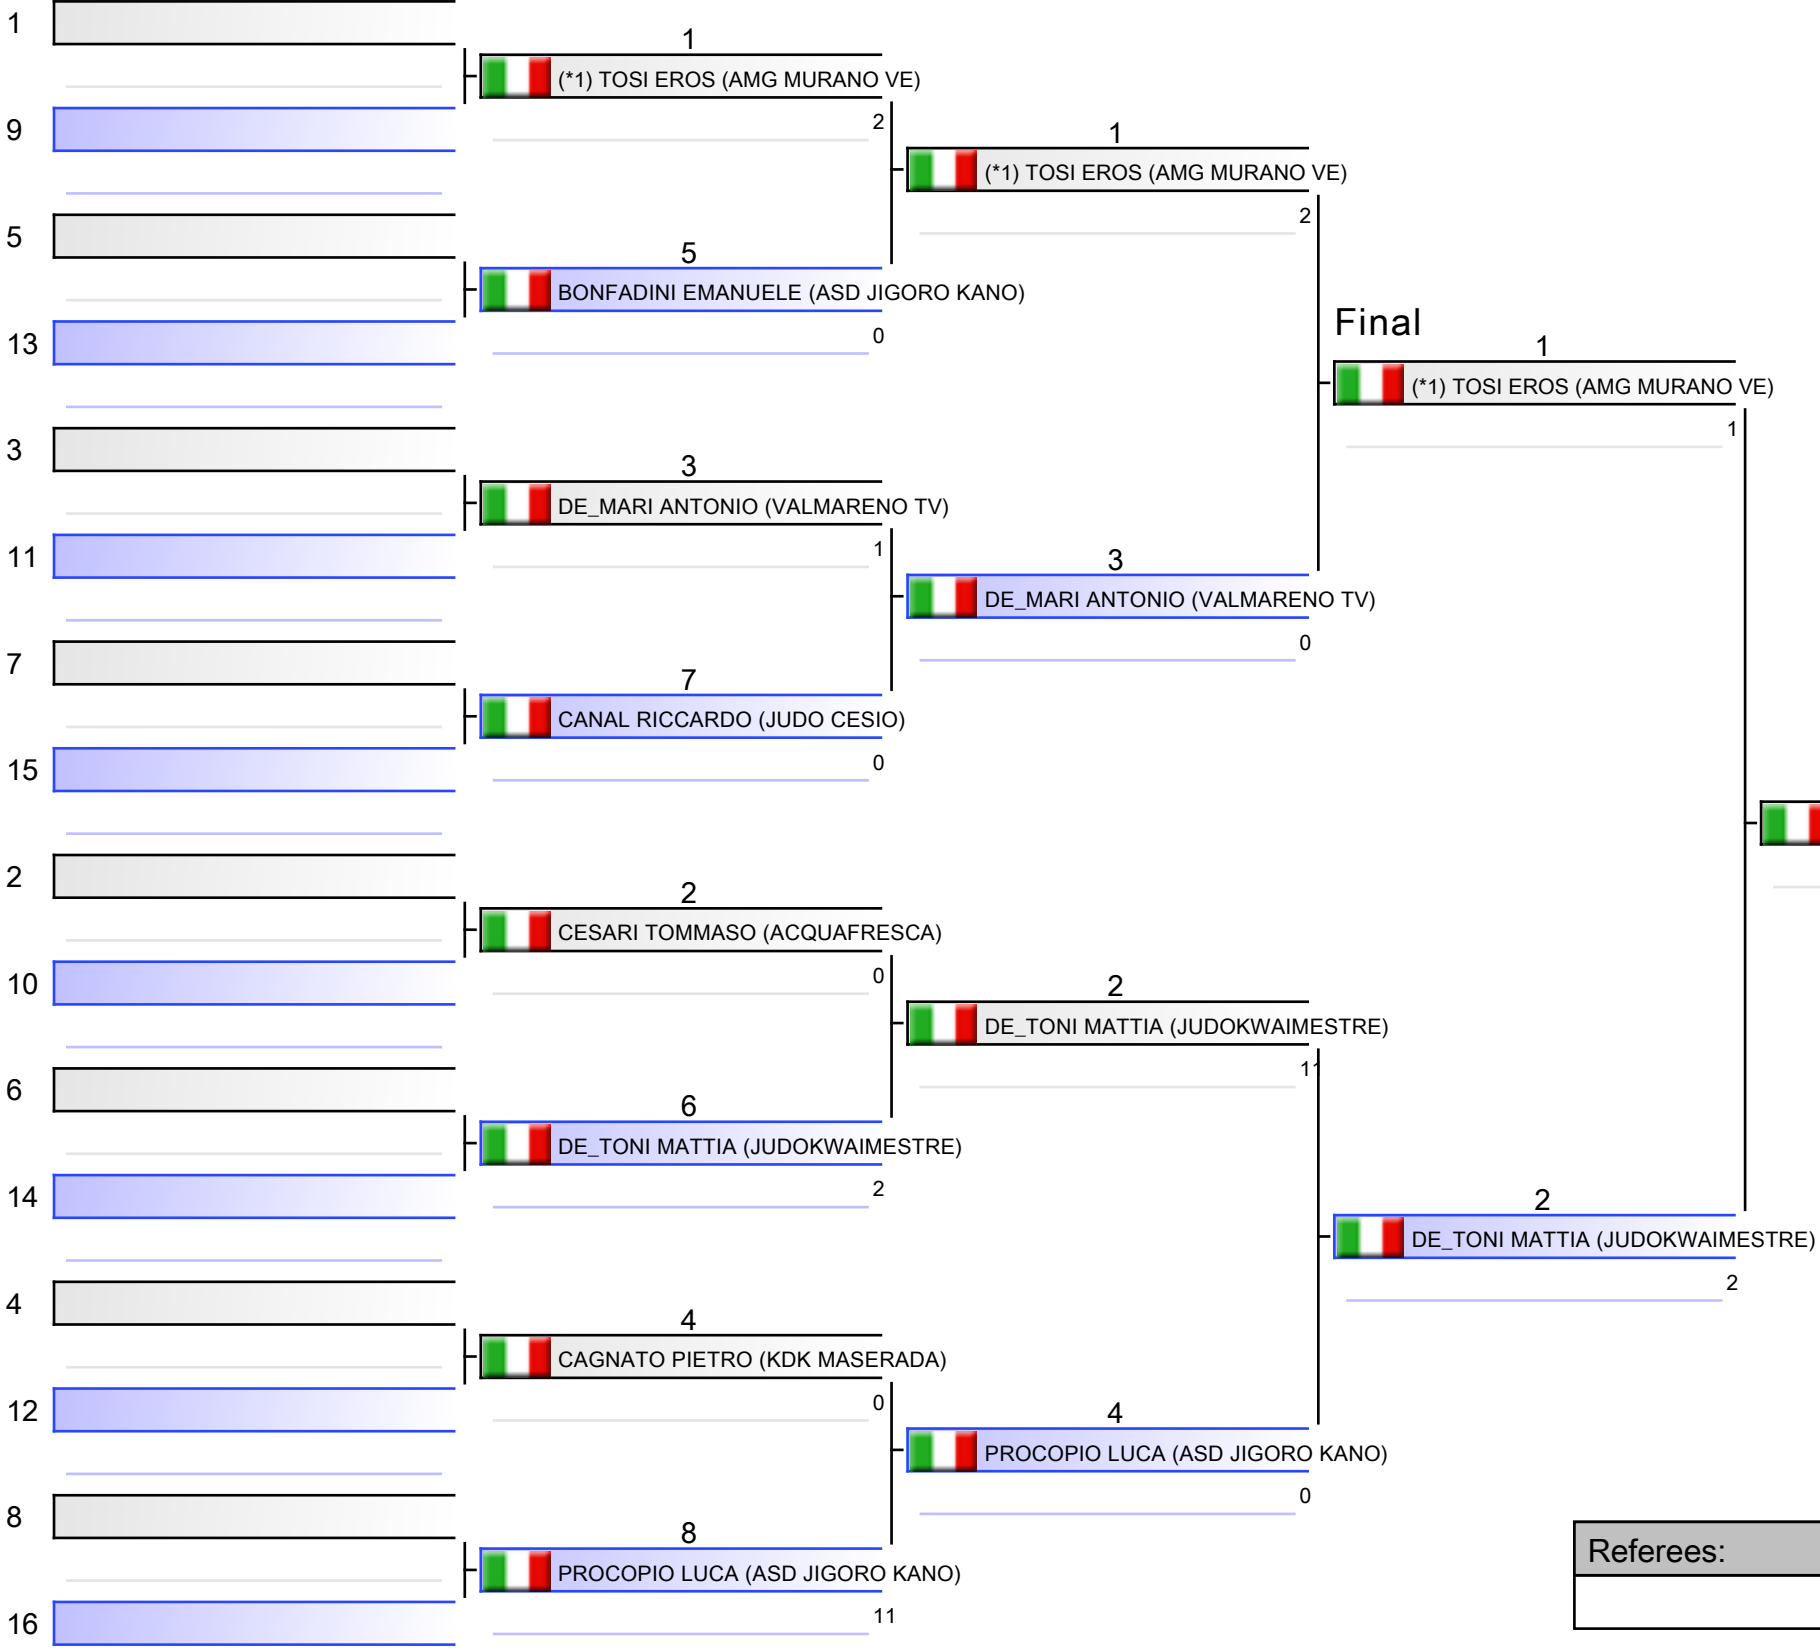 1
9
5
13
3
11
7
15
2
10
6
14
4
12
8
16
1
(*1) TOSI EROS (AMG MURANO VE)
2
5
BONFADINI EMANUELE (ASD JIGORO KANO)
0
3
DE_MARI ANTONIO (VALMARENO TV)
1
7
CANAL RICCARDO (JUDO CESIO)
0
2
CESARI TOMMASO (ACQUAFRESCA)
0
6
DE_TONI MATTIA (JUDOKWAIMESTRE)
2
4
CAGNATO PIETRO (KDK MASERADA)
0
8
PROCOPIO LUCA (ASD JIGORO KANO)
11
1
(*1) TOSI EROS (AMG MURANO VE)
2
3
DE_MARI ANTONIO (VALMARENO TV)
0
2
DE_TONI MATTIA (JUDOKWAIMESTRE)
11
4
PROCOPIO LUCA (ASD JIGORO KANO)
0
Final
1
(*1) TOSI EROS (AMG MURANO VE)
1
2
DE_TONI MATTIA (JUDOKWAIMESTRE)
2
Referees: